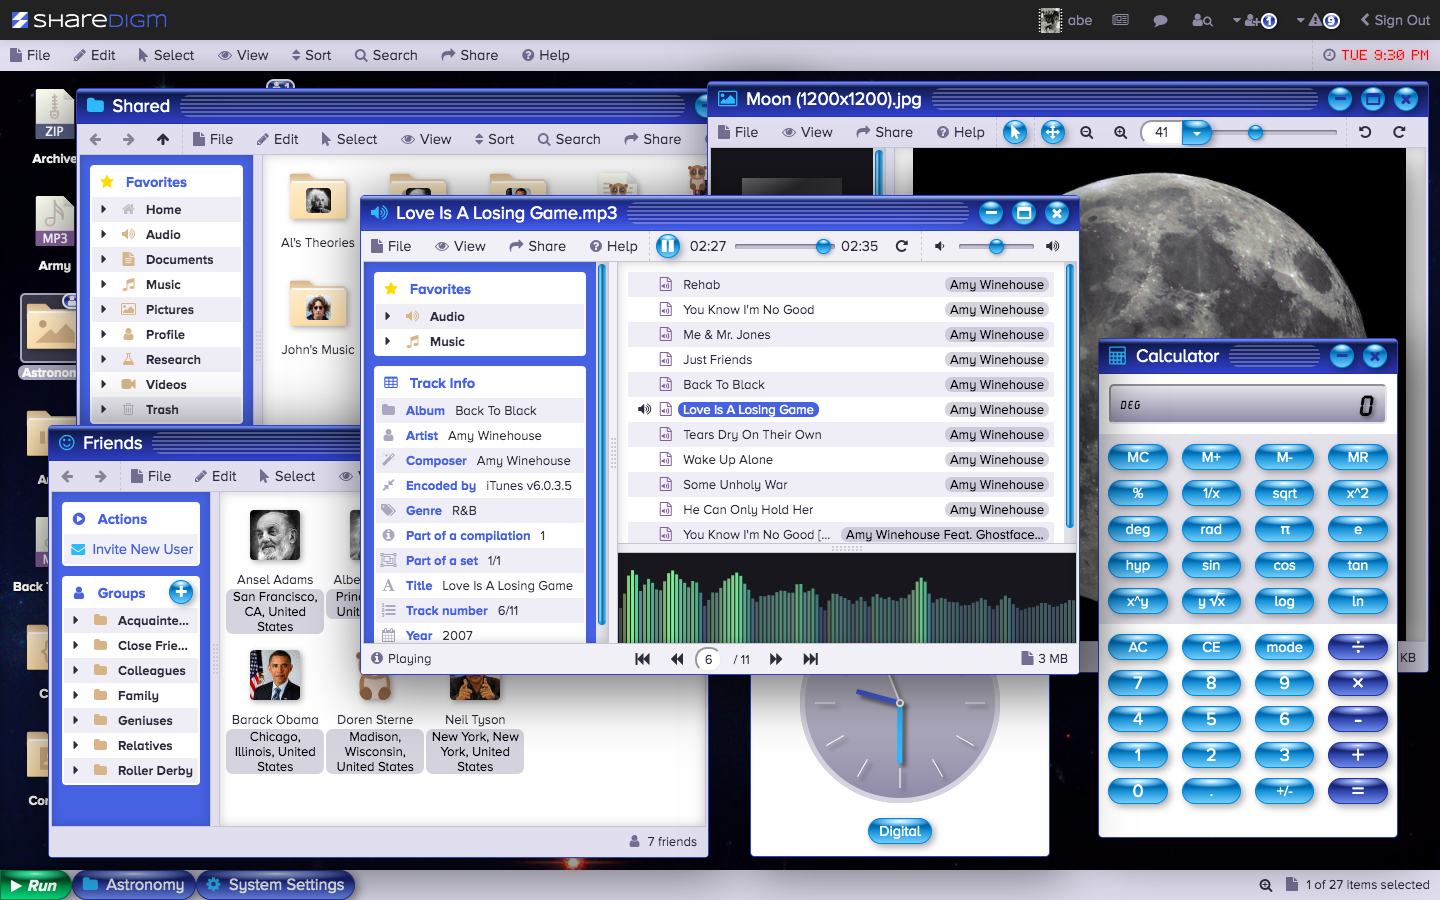 SHAREDIGM
abe
1
9
Sign Out
File Edit Select View Sort Search Share Help
TUE 9:30 PM
ZIP
MP3
Army
Shared
File Edit Select View Sort Search Share
Favorites
Home
Audio
Documents
Music
Pictures
Profile
Research
Videos
Trash
Al's Theories
John's Music
Moon (1200x1200).jpg
File View Share Help
41
KB
Love Is A Losing Game.mp3
File View Share Help
02:27
02:35
Favorites
Audio
Music
Track Info
Album Back To Black
Artist Amy Winehouse
Composer Amy Winehouse
Encoded by iTunes v6.0.3.5
Genre R&B
Part of a compilation 1
Part of a set 1/1
Title Love Is A Losing Game
Track number 6/11
Year 2007
Rehab Amy Winehouse
You Know I'm No Good Amy Winehouse
Me & Mr. Jones Amy Winehouse
Just Friends Amy Winehouse
Back To Black Amy Winehouse
Love Is A Losing Game Amy Winehouse
Tears Dry On Their Own Amy Winehouse
Wake Up Alone Amy Winehouse
Some Unholy War Amy Winehouse
He Can Only Hold Her Amy Winehouse
You Know I'm No Good [... Amy Winehouse Feat. Ghostface...
Playing
6 / 11
3 MB
Friends
File Edit Select
Actions
Invite New User
Groups
Acquainte...
Close Frie...
Colleagues
Family
Geniuses
Relatives
Roller Derby
Ansel Adams
San Francisco,
CA, United
States
Barack Obama
Chicago,
Illinois, United
States
Doren Sterne
Madison,
Wisconsin,
United States
Neil Tyson
New York, New
York, United
States
7 friends
Digital
Calculator
DEG 0
MC M+ M- MR
% 1/x sqrt x^2
deg rad π e
hyp sin cos tan
x^y y √x log ln
AC CE mode ÷
7 8 9 ×
4 5 6 -
1 2 3 +
0 . +/- =
Run
Astronomy
System Settings
1 of 27 items selected